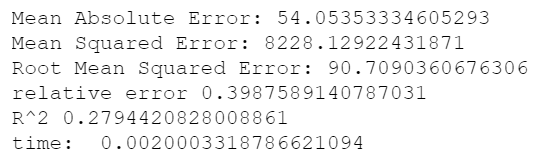 Mean Absolute Error: 54.05353334605293
Mean Squared Error: 8228.12922431871
Root Mean Squared Error: 90.7090360676306
relative error 0.3987589140787031
R^2 0.2794420828008861
time:  0.0020003318786621094